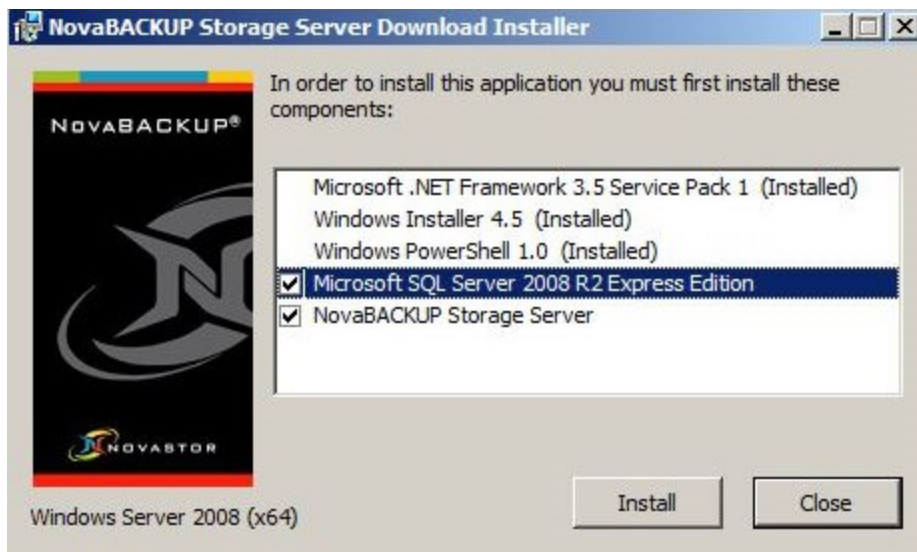 NovaBACKUP Storage Server Download Installer
In order to install this application you must first install these
components:
NOVABACKUP®
Microsoft .NET Framework 3.5 Service Pack 1 (Installed)
Windows Installer 4.5 (Installed)
Windows PowerShell 1.0 (Installed)
Microsoft SQL Server 2008 R2 Express Edition
NovaBACKUP Storage Server
NOVASTOR
Install
Close
Windows Server 2008 (x64)